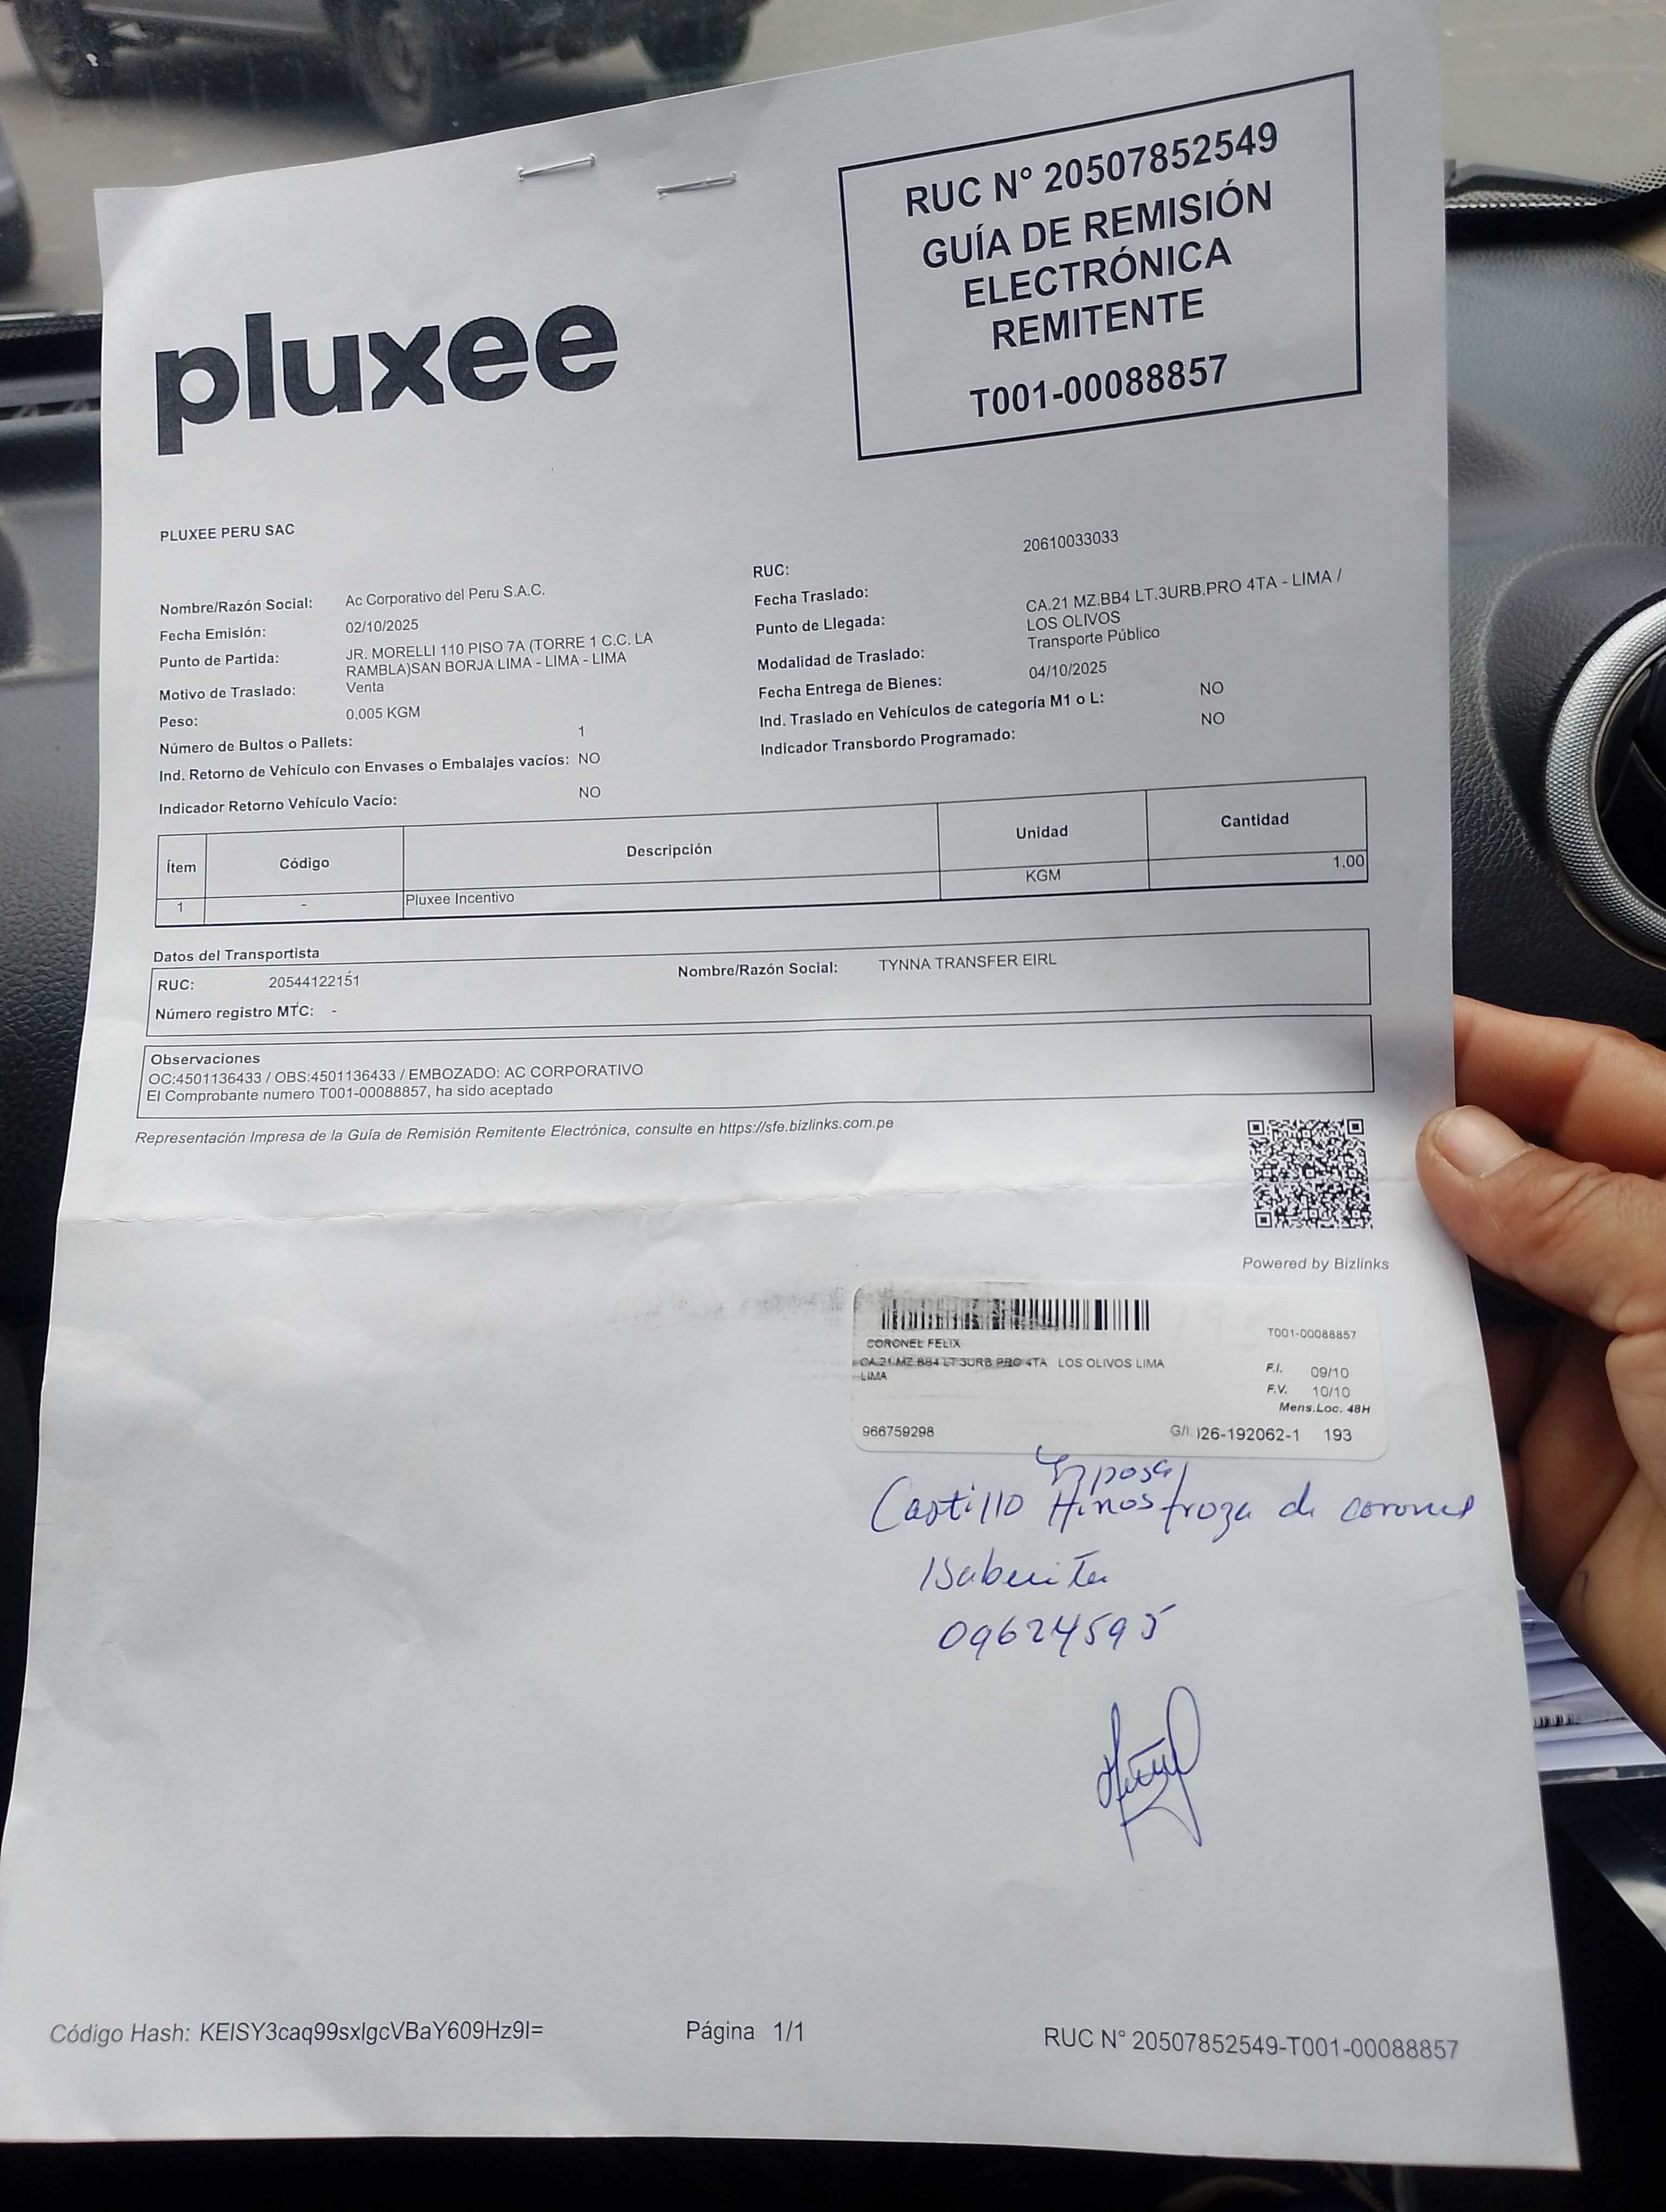 RUC N° 20507852549
GUÍA DE REMISIÓN
ELECTRÓNICA
REMITENTE
T001-00088857
pluxee
PLUXEE PERU SAC
Nombre/Razón Social: Ac Corporativo del Peru S.A.C.
Fecha Emisión: 02/10/2025
Punto de Partida: JR. MORELLI 110 PISO 7A (TORRE 1 C.C. LA
RAMBLA)SAN BORJA LIMA - LIMA - LIMA
Motivo de Traslado: Venta
Peso: 0.005 KGM
Número de Bultos o Pallets: 1
Ind. Retorno de Vehículo con Envases o Embalajes vacíos: NO
Indicador Retorno Vehículo Vacío: NO
RUC: 20610033033
Fecha Traslado:
Punto de Llegada: CA.21 MZ.BB4 LT.3URB.PRO 4TA - LIMA /
LOS OLIVOS
Modalidad de Traslado: Transporte Público
Fecha Entrega de Bienes: 04/10/2025
Ind. Traslado en Vehículos de categoría M1 o L: NO
Indicador Transbordo Programado: NO
Ítem Código Descripción Unidad Cantidad
1 - Pluxee Incentivo KGM 1.00
Datos del Transportista
RUC: 20544122151 Nombre/Razón Social: TYNNA TRANSFER EIRL
Número registro MTC: -
Observaciones
OC:4501136433 / OBS:4501136433 / EMBOZADO: AC CORPORATIVO
El Comprobante numero T001-00088857, ha sido aceptado
Representación Impresa de la Guía de Remisión Remitente Electrónica, consulte en https://sfe.bizlinks.com.pe
Powered by Bizlinks
T001-00088857
CORONEL FELIX
CA.21 MZ BB4 LT 3URB PRO 4TA LOS OLIVOS LIMA
LIMA
F.I. 09/10
F.V. 10/10
Mens.Loc. 48H
966759298 G/I. 026-192062-1 193
Esposa
Castillo Hinostroza de coronel
09624595
Código Hash: KEISY3caq99sxlgcVBaY609Hz9I= Página 1/1 RUC N° 20507852549-T001-00088857